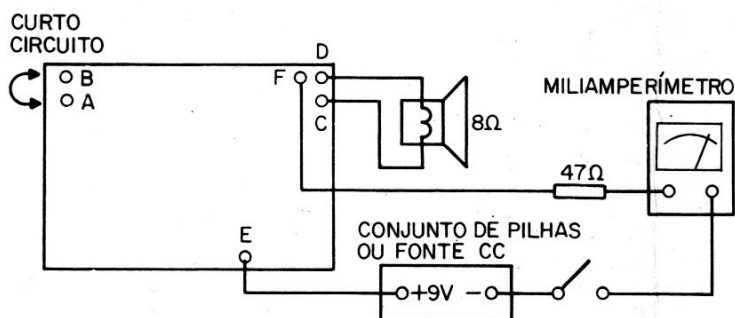 CURTO
CIRCUITO
B
A
D
F
C
8Ω
MILIAMPERÍMETRO
47Ω
E
CONJUNTO DE PILHAS
OU FONTE CC
+9V -